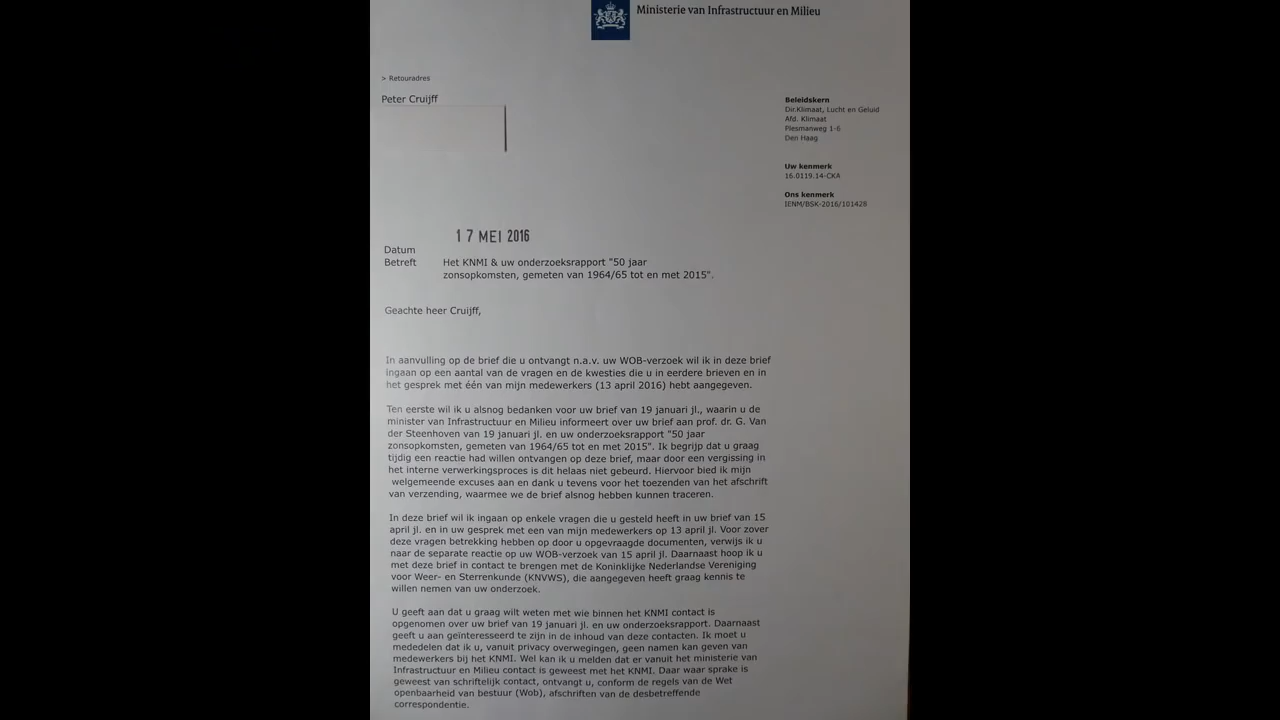 Ministerie van Infrastructuur en Milieu
> Retouradres
Peter Cruijff
Beleidskern
Dir.Klimaat, Lucht en Geluid
Afd. Klimaat
Plesmanweg 1-6
Den Haag
Uw kenmerk
16.0119.14-CKA
Ons kenmerk
IENM/BSK-2016/101428
17 MEI 2016
Datum
Betreft Het KNMI & uw onderzoeksrapport "50 jaar
zonsopkomsten, gemeten van 1964/65 tot en met 2015".
Geachte heer Cruijff,
In aanvulling op de brief die u ontvangt n.a.v. uw WOB-verzoek wil ik in deze brief
ingaan op een aantal van de vragen en de kwesties die u in eerdere brieven en in
het gesprek met één van mijn medewerkers (13 april 2016) hebt aangegeven.
Ten eerste wil ik u alsnog bedanken voor uw brief van 19 januari jl., waarin u de
minister van Infrastructuur en Milieu informeert over uw brief aan prof. dr. G. Van
der Steenhoven van 19 januari jl. en uw onderzoeksrapport "50 jaar
zonsopkomsten, gemeten van 1964/65 tot en met 2015". Ik begrijp dat u graag
tijdig een reactie had willen ontvangen op deze brief, maar door een vergissing in
het interne verwerkingsproces is dit helaas niet gebeurd. Hiervoor bied ik mijn
welgemeende excuses aan en dank u tevens voor het toezenden van het afschrift
van verzending, waarmee we de brief alsnog hebben kunnen traceren.
In deze brief wil ik ingaan op enkele vragen die u gesteld heeft in uw brief van 15
april jl. en in uw gesprek met een van mijn medewerkers op 13 april jl. Voor zover
deze vragen betrekking hebben op door u opgevraagde documenten, verwijs ik u
naar de separate reactie op uw WOB-verzoek van 15 april jl. Daarnaast hoop ik u
met deze brief in contact te brengen met de Koninklijke Nederlandse Vereniging
voor Weer- en Sterrenkunde (KNVWS), die aangegeven heeft graag kennis te
willen nemen van uw onderzoek.
U geeft aan dat u graag wilt weten met wie binnen het KNMI contact is
opgenomen over uw brief van 19 januari jl. en uw onderzoeksrapport. Daarnaast
geeft u aan geïnteresseerd te zijn in de inhoud van deze contacten. Ik moet u
mededelen dat ik u, vanuit privacy overwegingen, geen namen kan geven van
medewerkers bij het KNMI. Wel kan ik u melden dat er vanuit het ministerie van
Infrastructuur en Milieu contact is geweest met het KNMI. Daar waar sprake is
geweest van schriftelijk contact, ontvangt u, conform de regels van de Wet
openbaarheid van bestuur (Wob), afschriften van de desbetreffende
correspondentie.